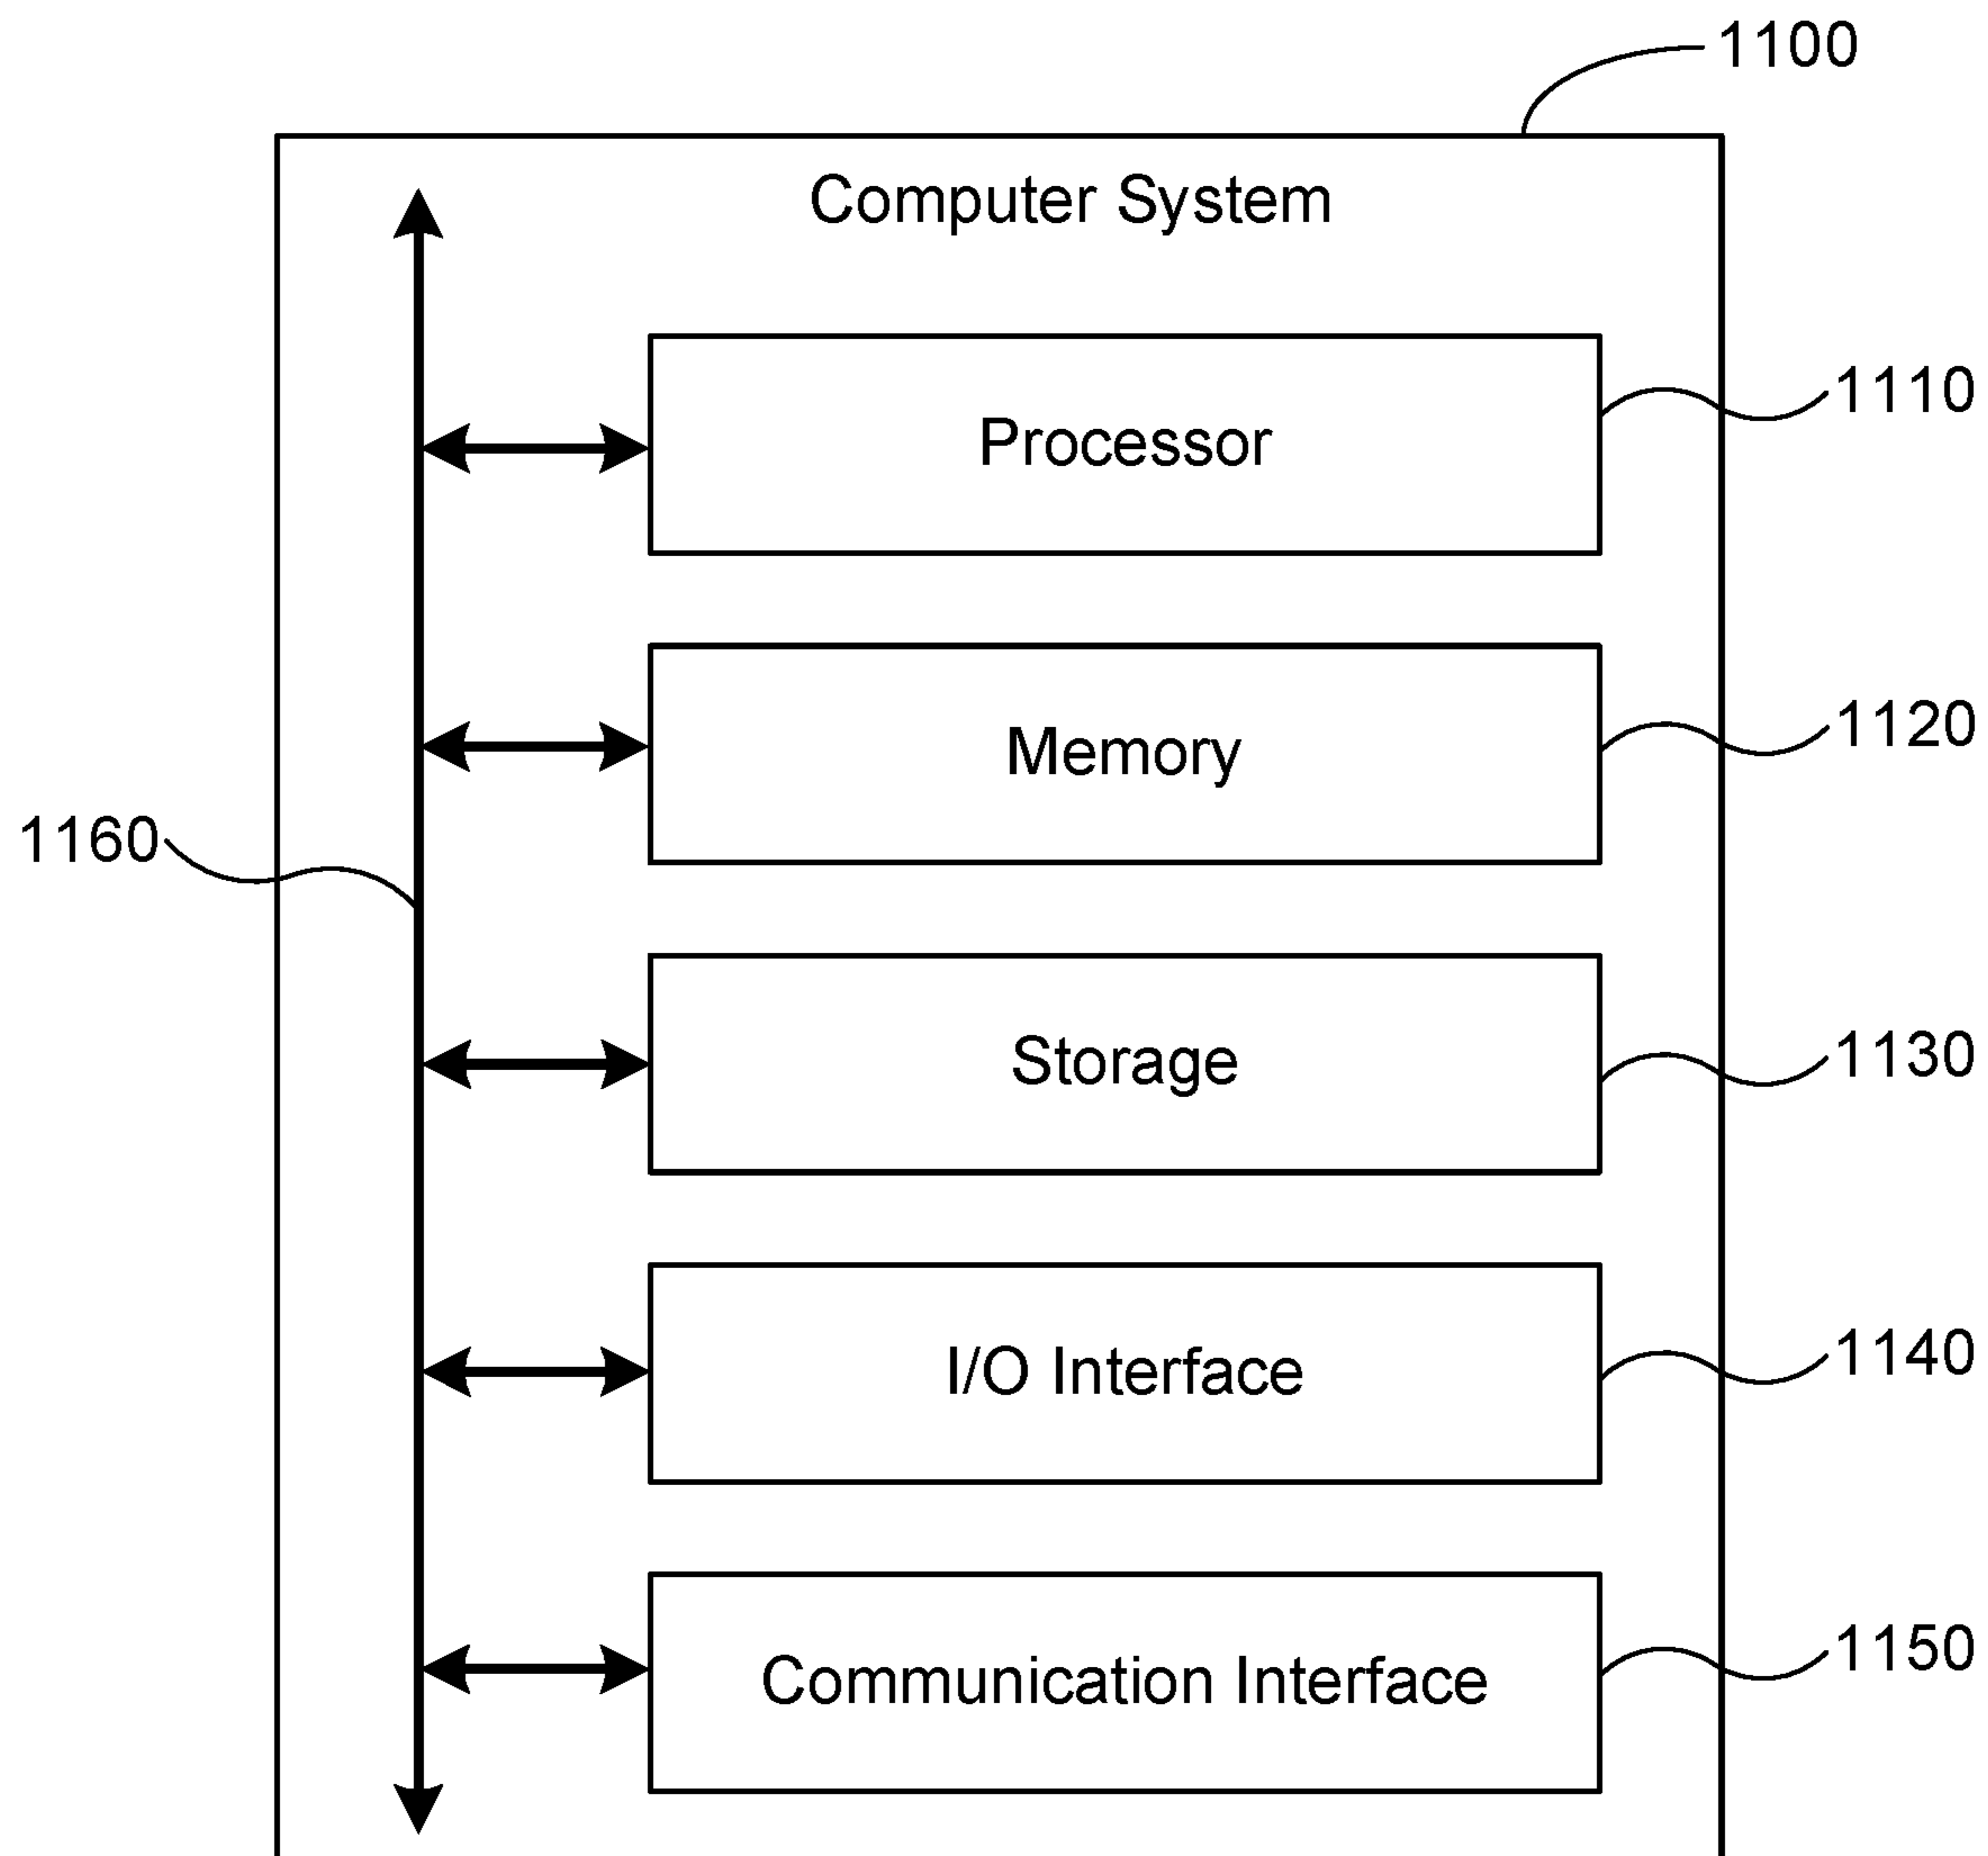 1100
Computer System
Processor
1110
Memory
1120
1160
Storage
1130
I/O Interface
1140
Communication Interface
1150